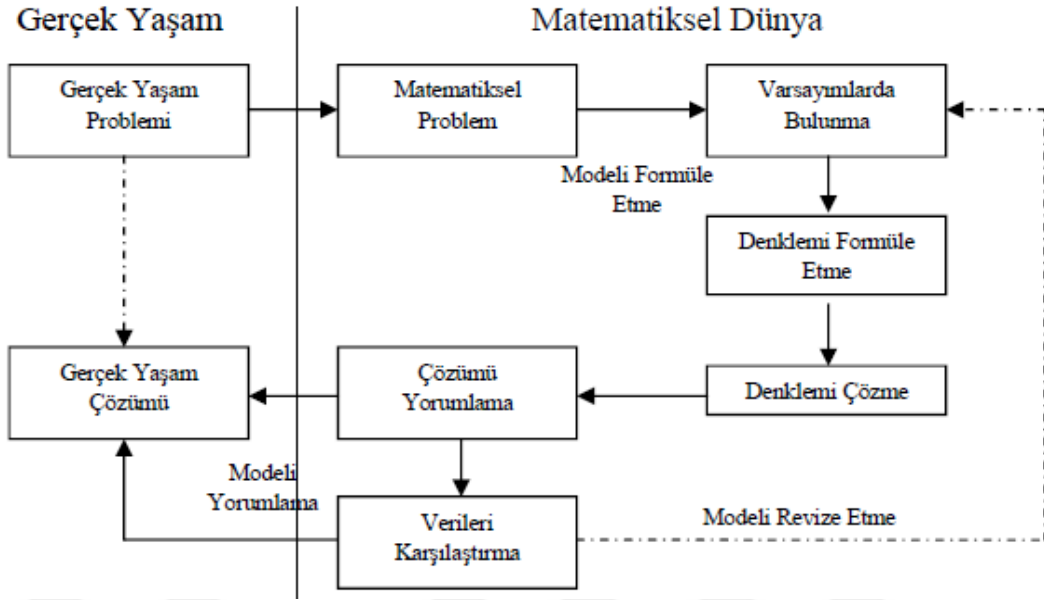 Gerçek Yaşam
Matematiksel Dünya
Gerçek Yaşam
Problemi
Matematiksel
Problem
Varsayımlarda
Bulunma
Modeli Formüle
Etme
Denklemi Formüle
Etme
Gerçek Yaşam
Çözümü
Çözümü
Yorumlama
Denklemi Çözme
Modeli
Yorumlama
Verileri
Karşılaştırma
Modeli Revize Etme